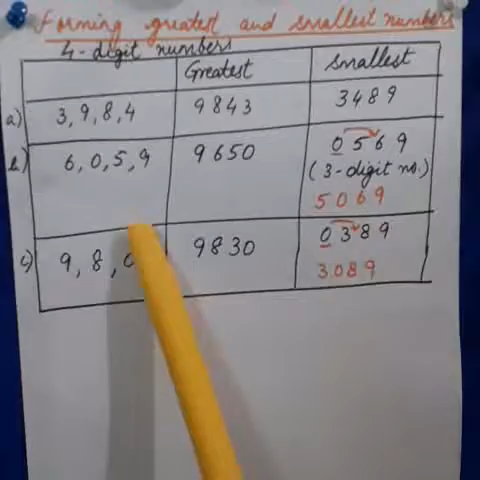 Forming greatest and smallest numbers
4-digit numbers
Greatest Smallest
a) 3, 9, 8, 4 9843 3489
b) 6, 0, 5, 9 9650 0569
(3-digit no.)
5069
c) 9, 8, 0 9830 0389
3089